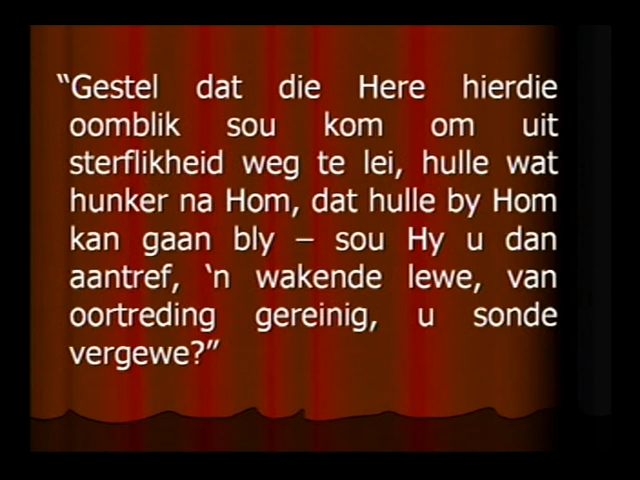 “Gestel dat die Here hierdie
oomblik sou kom om uit
sterflikheid weg te lei, hulle wat
hunker na Hom, dat hulle by Hom
kan gaan bly – sou Hy u dan
aantref, ‘n wakende lewe, van
oortreding gereinig, u sonde
vergewe?”